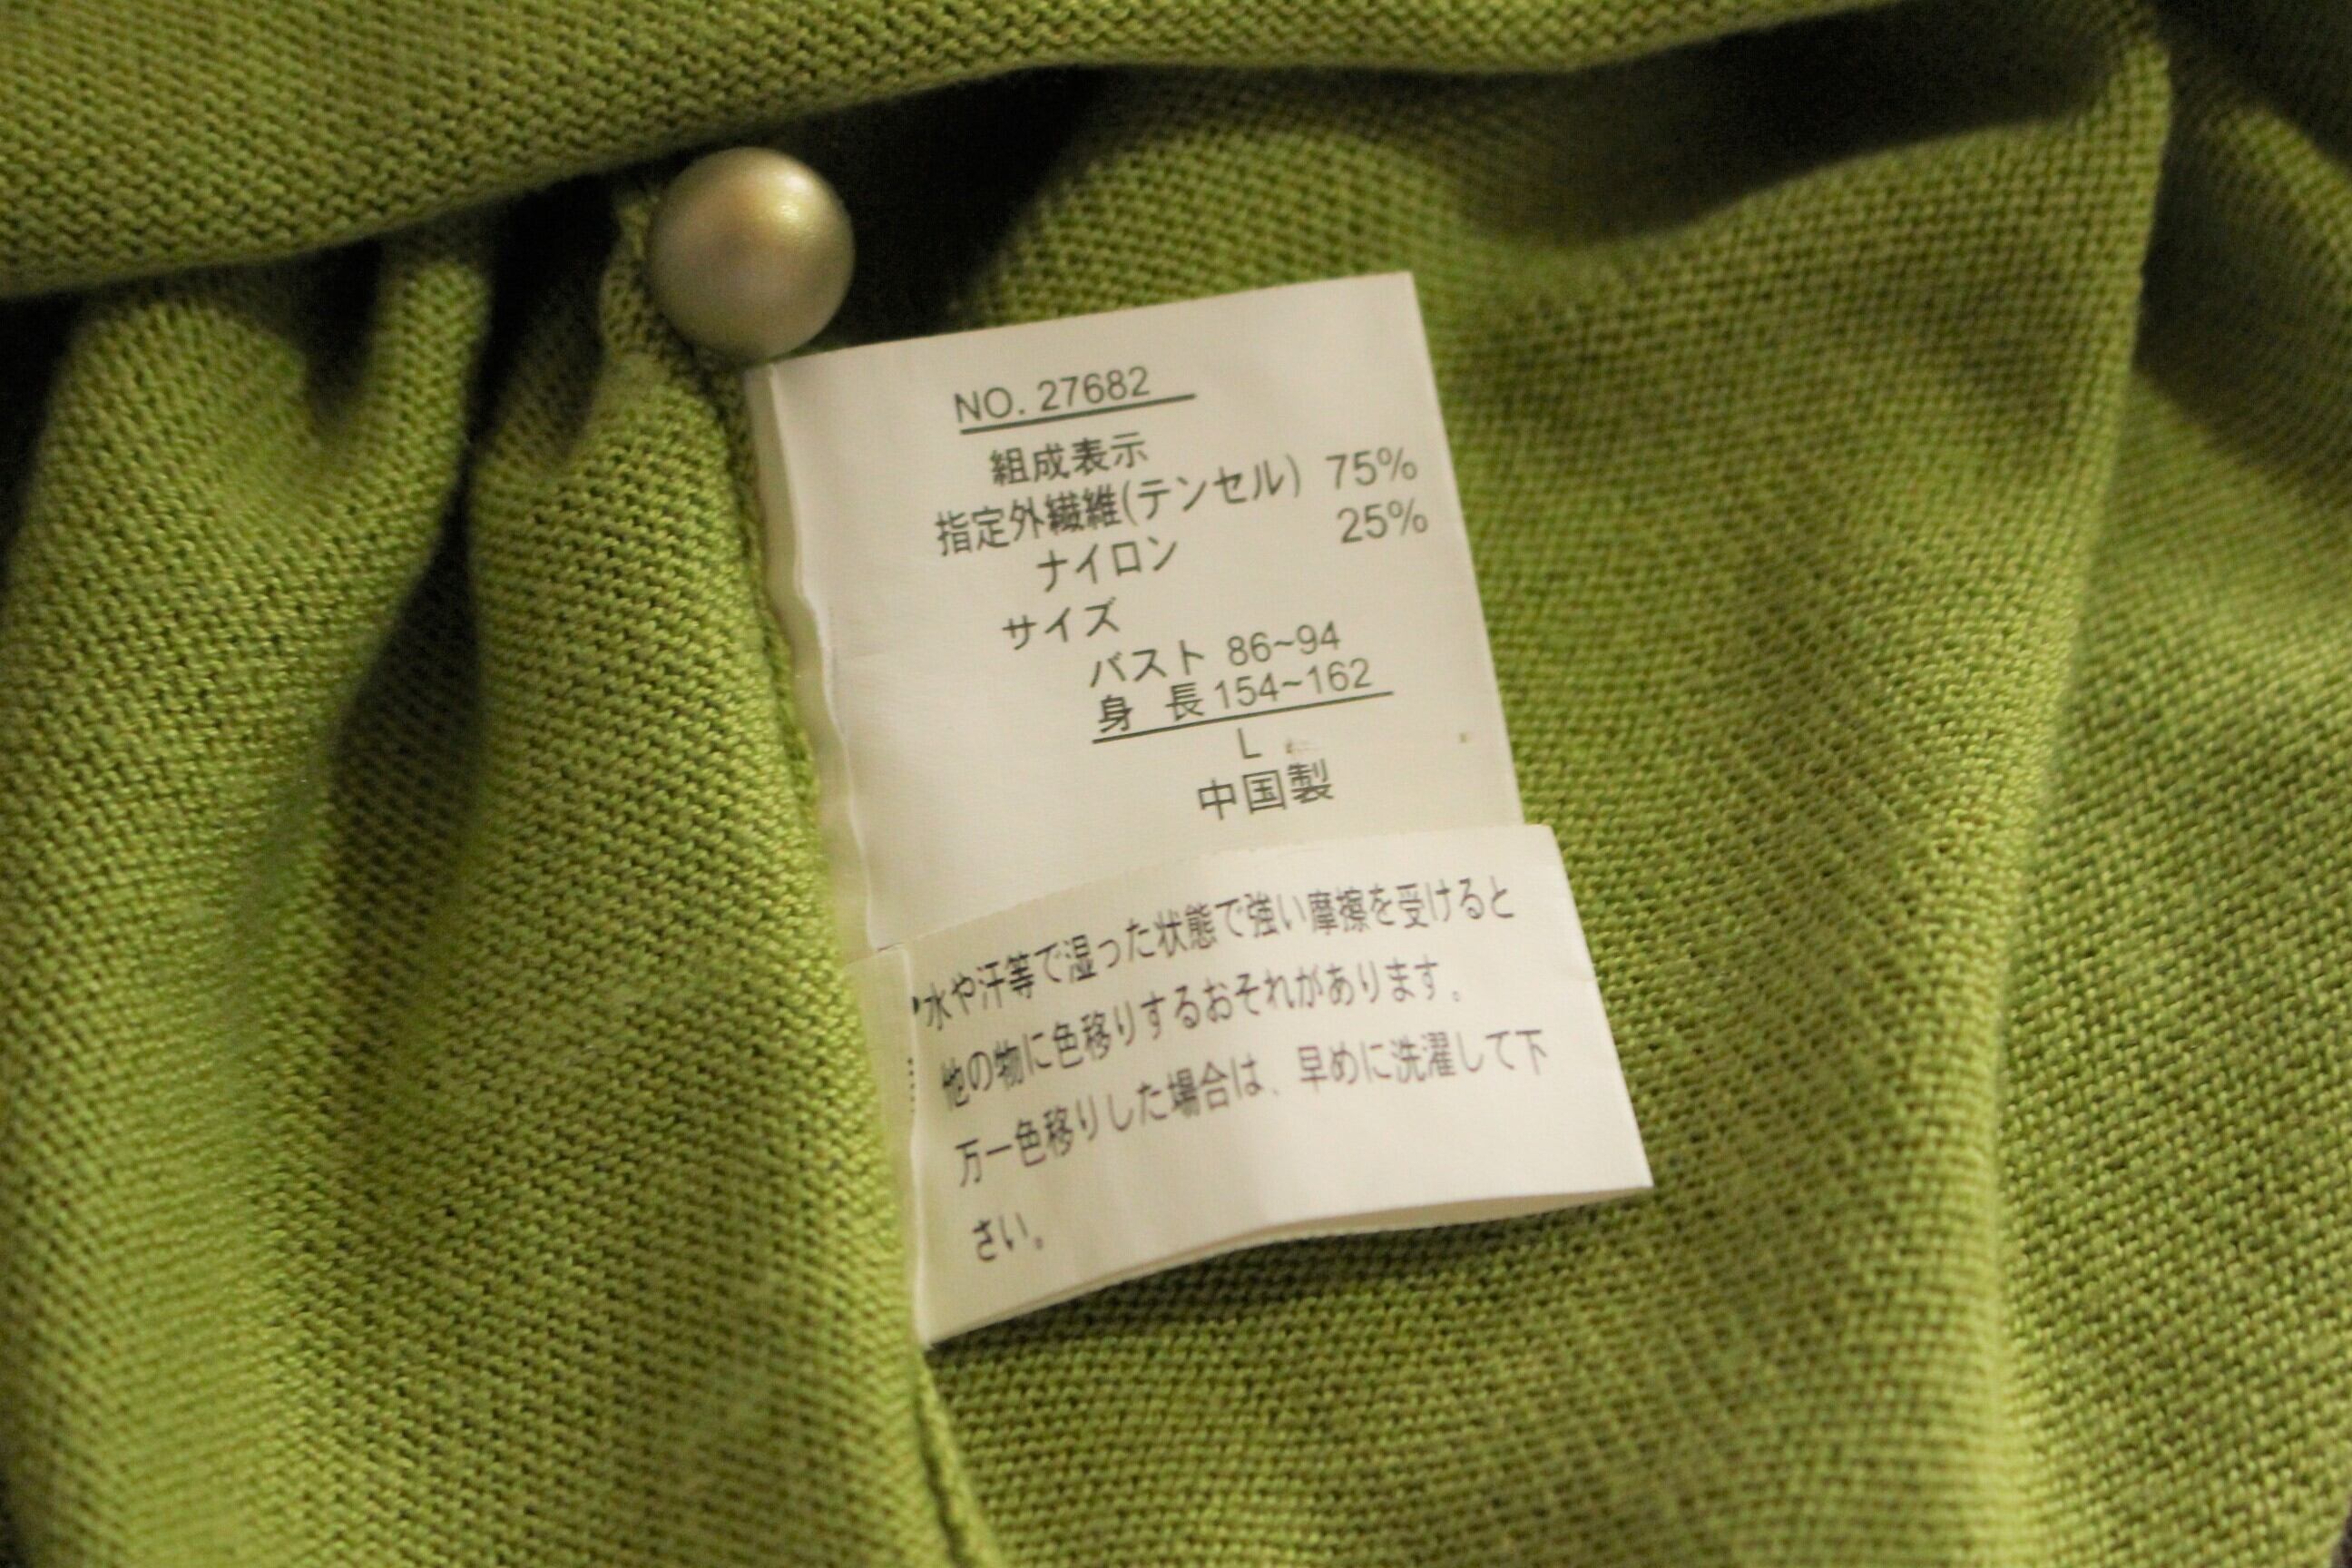 NO. 27682
組成表示
指定外繊維(テンセル) 75%
ナイロン 25%
サイズ
バスト 86~94
身 長 154~162
L
中国製
・水や汗等で湿った状態で強い摩擦を受けると
他の物に色移りするおそれがあります。
万一色移りした場合は、早めに洗濯して下
さい。